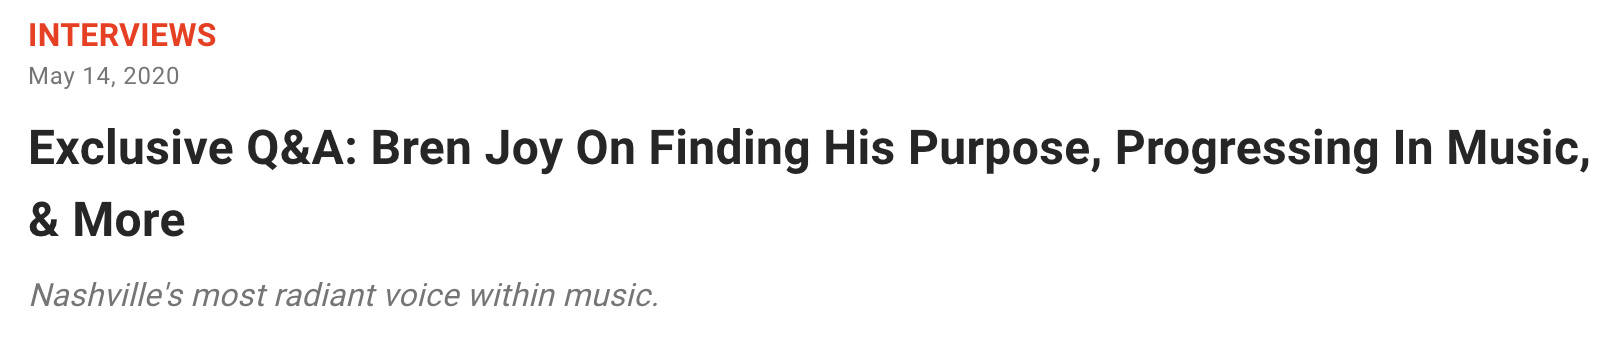 INTERVIEWS
May 14, 2020
Exclusive Q&A: Bren Joy On Finding His Purpose, Progressing In Music,
& More
Nashville's most radiant voice within music.